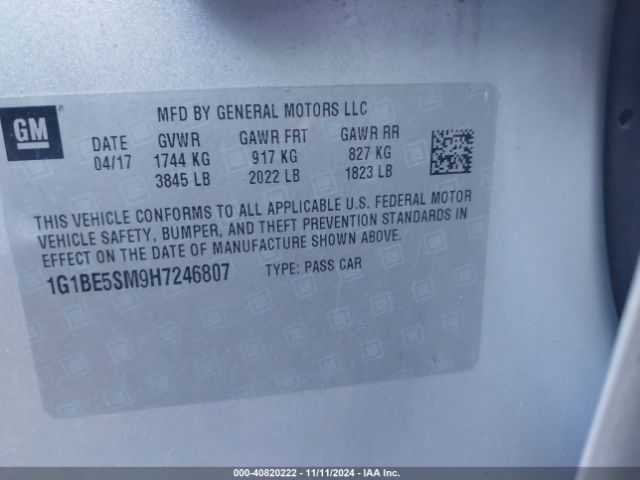 GM
MFD BY GENERAL MOTORS LLC
DATE GVWR GAWR FRT GAWR RR
04/17 1744 KG 917 KG 827 KG
3845 LB 2022 LB 1823 LB
THIS VEHICLE CONFORMS TO ALL APPLICABLE U.S. FEDERAL MOTOR
VEHICLE SAFETY, BUMPER, AND THEFT PREVENTION STANDARDS IN
EFFECT ON THE DATE OF MANUFACTURE SHOWN ABOVE.
1G1BE5SM9H7246807 TYPE: PASS CAR
000-40820222 - 11/11/2024 - IAA Inc.